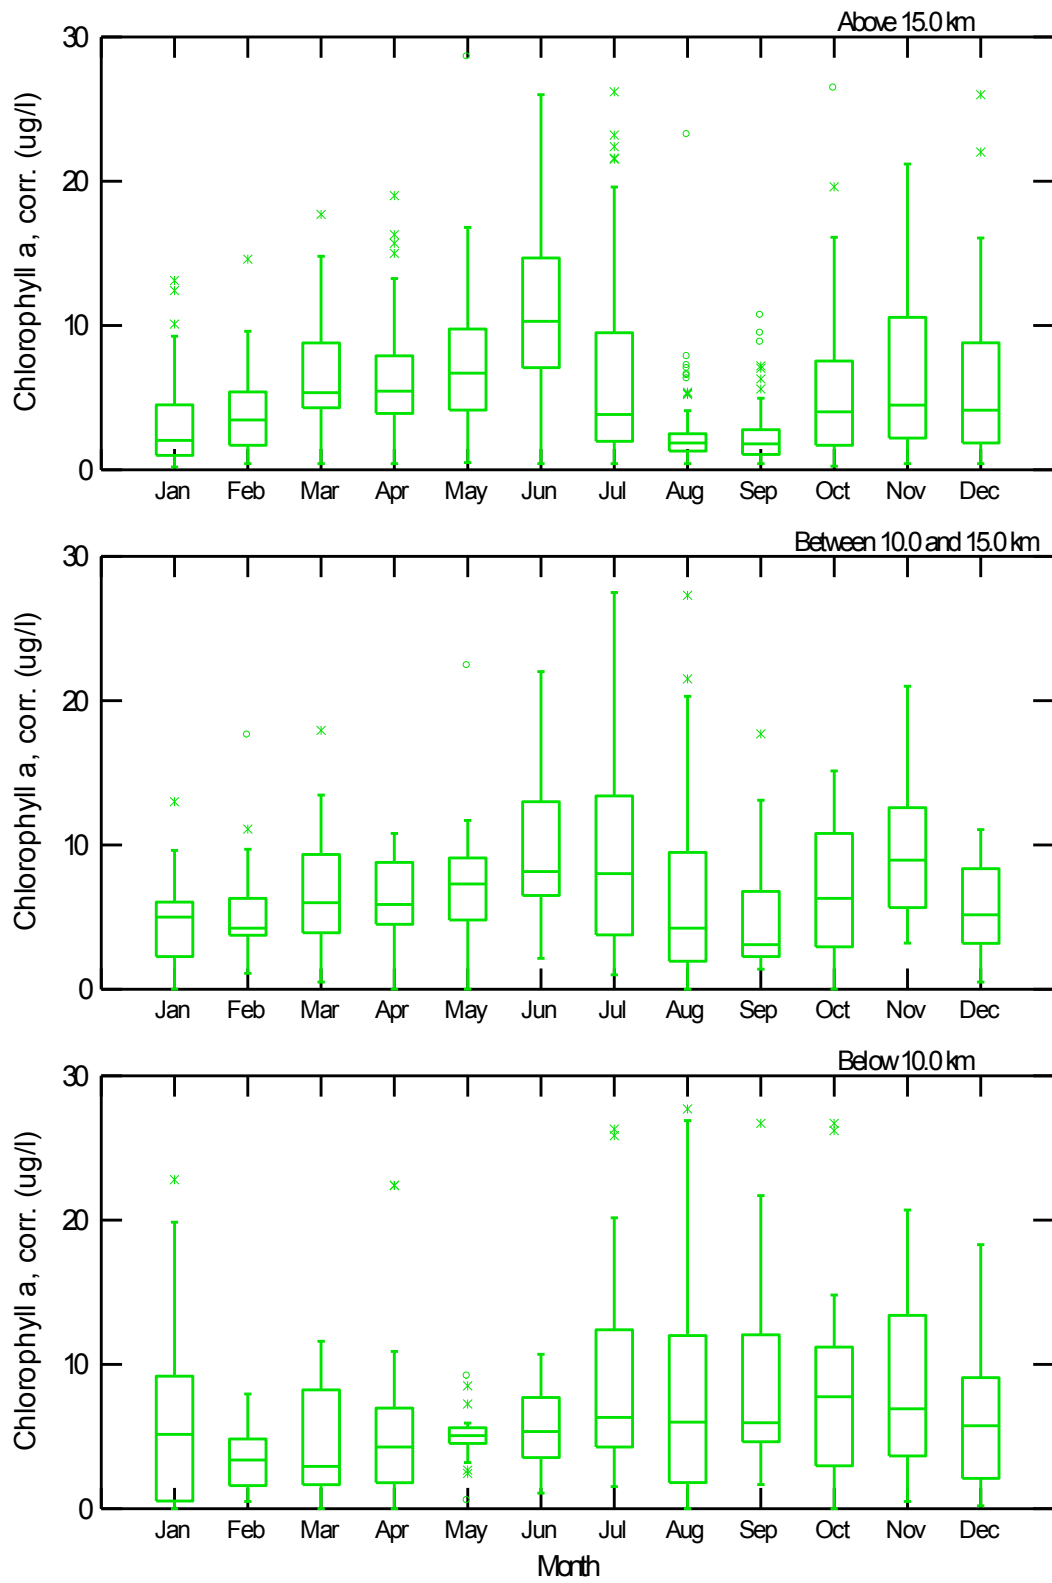 Above 15.0 km
Chlorophyll a, corr. (ug/l)
30
20
10
0
Jan Feb Mar Apr May Jun Jul Aug Sep Oct Nov Dec
Between 10.0 and 15.0 km
Chlorophyll a, corr. (ug/l)
30
20
10
0
Jan Feb Mar Apr May Jun Jul Aug Sep Oct Nov Dec
Below 10.0 km
Chlorophyll a, corr. (ug/l)
30
20
10
0
Jan Feb Mar Apr May Jun Jul Aug Sep Oct Nov Dec
Month